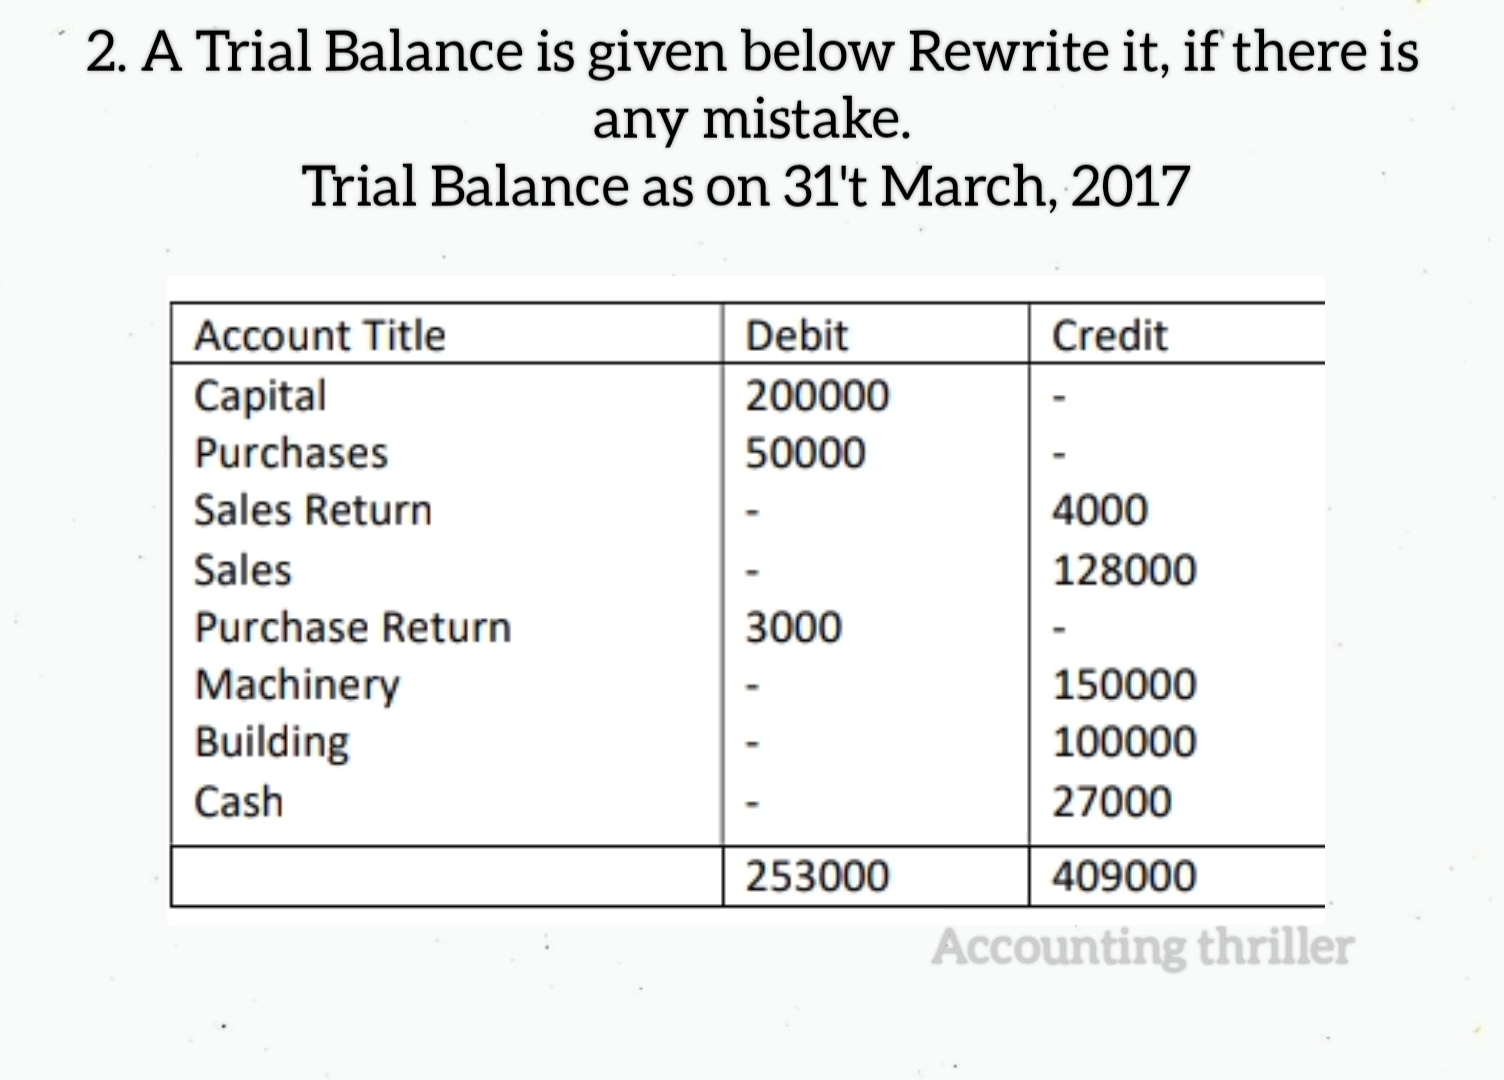 2. A Trial Balance is given below Rewrite it, if there is
any mistake.
Trial Balance as on 31't March, 2017
Account Title Debit Credit
Capital 200000 -
Purchases 50000 -
Sales Return - 4000
Sales - 128000
Purchase Return 3000 -
Machinery - 150000
Building - 100000
Cash - 27000
253000 409000
Accounting thriller